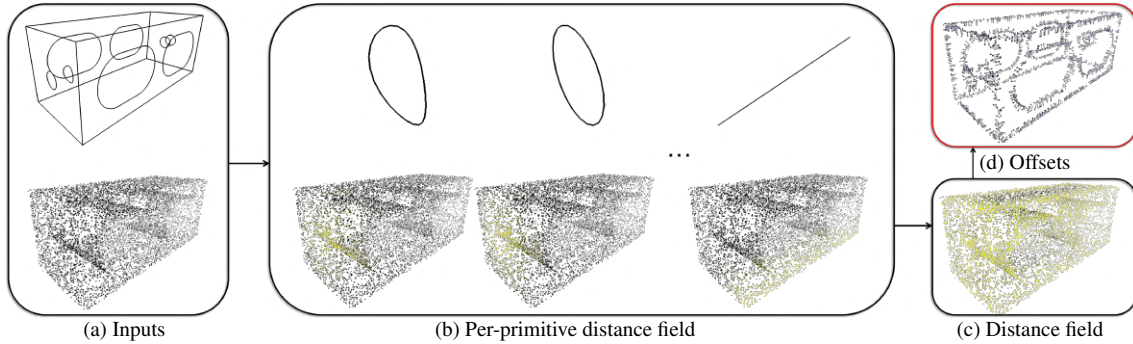 ...
(d) Offsets
(a) Inputs
(b) Per-primitive distance field
(c) Distance field